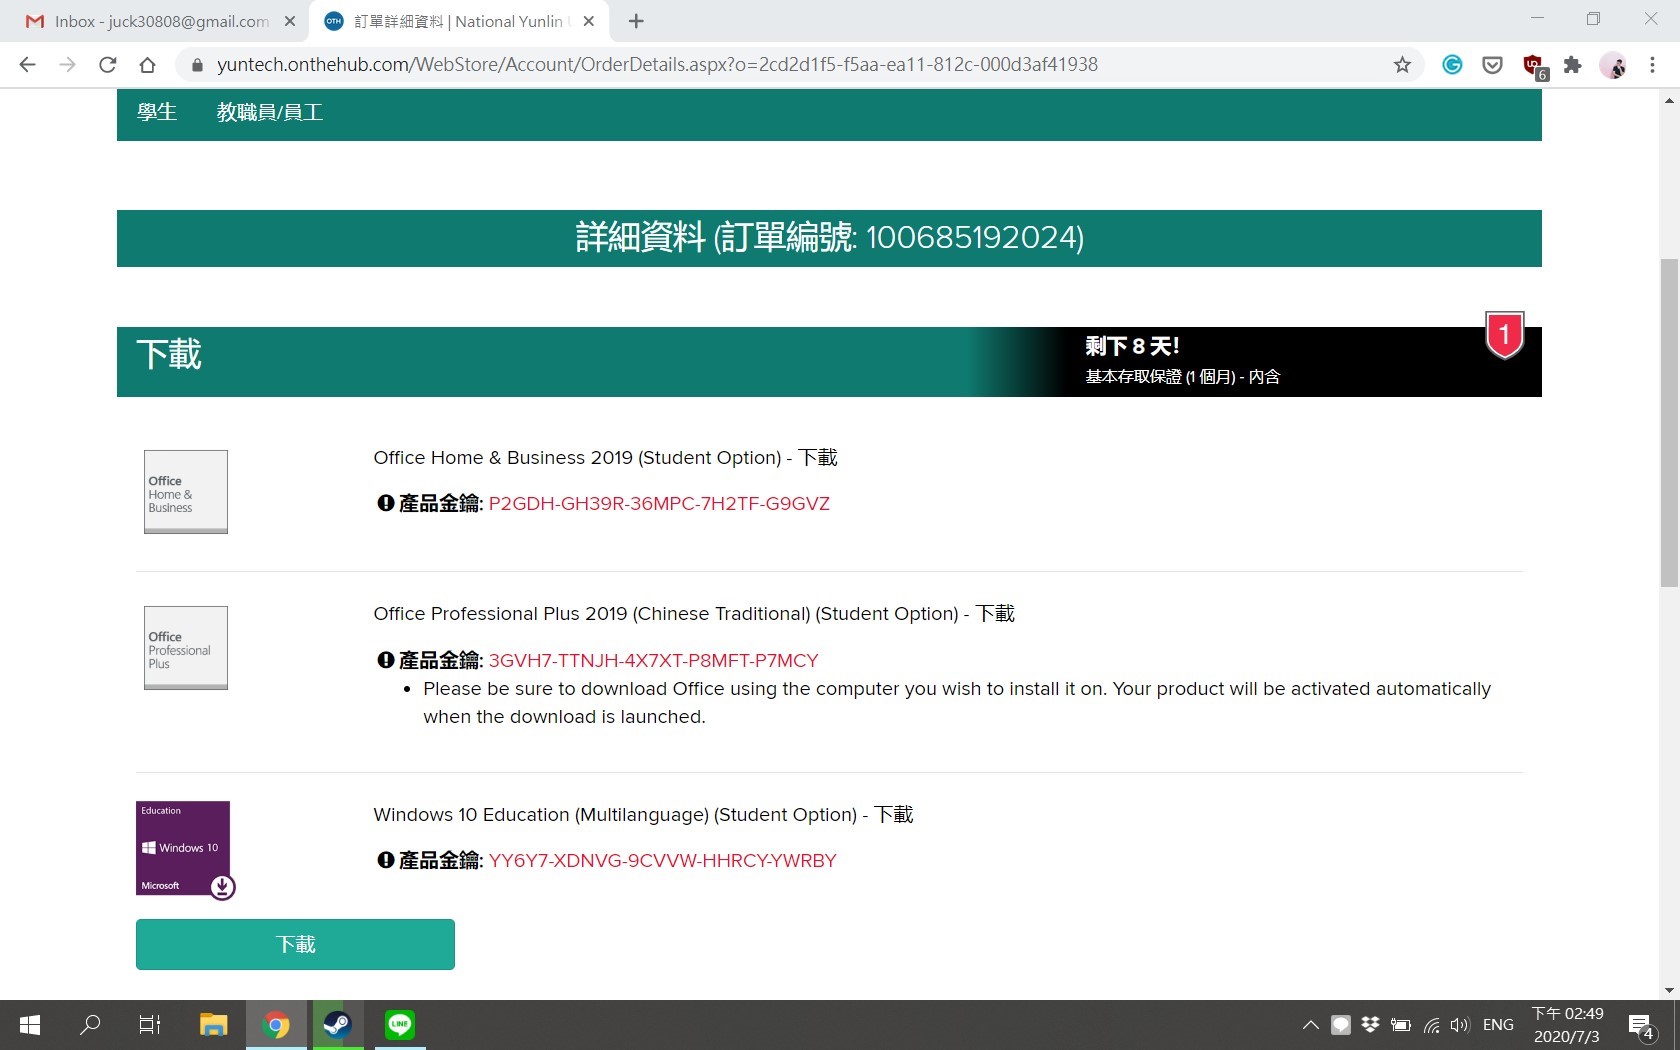 Inbox - juck30808@gmail.com
訂單詳細資料 | National Yunlin U
yuntech.onthehub.com/WebStore/Account/OrderDetails.aspx?o=2cd2d1f5-f5aa-ea11-812c-000d3af41938
6
學生 教職員/員工
詳細資料 (訂單編號: 100685192024)
下載
剩下 8 天!
基本存取保證 (1 個月) - 內含
1
Office
Home &
Business
Office Home & Business 2019 (Student Option) - 下載
產品金鑰: P2GDH-GH39R-36MPC-7H2TF-G9GVZ
Office
Professional
Plus
Office Professional Plus 2019 (Chinese Traditional) (Student Option) - 下載
產品金鑰: 3GVH7-TTNJH-4X7XT-P8MFT-P7MCY
Please be sure to download Office using the computer you wish to install it on. Your product will be activated automatically
when the download is launched.
Education
Windows 10
Microsoft
Windows 10 Education (Multilanguage) (Student Option) - 下載
產品金鑰: YY6Y7-XDNVG-9CVVW-HHRCY-YWRBY
下載
LINE
ENG
下午 02:49
2020/7/3
4